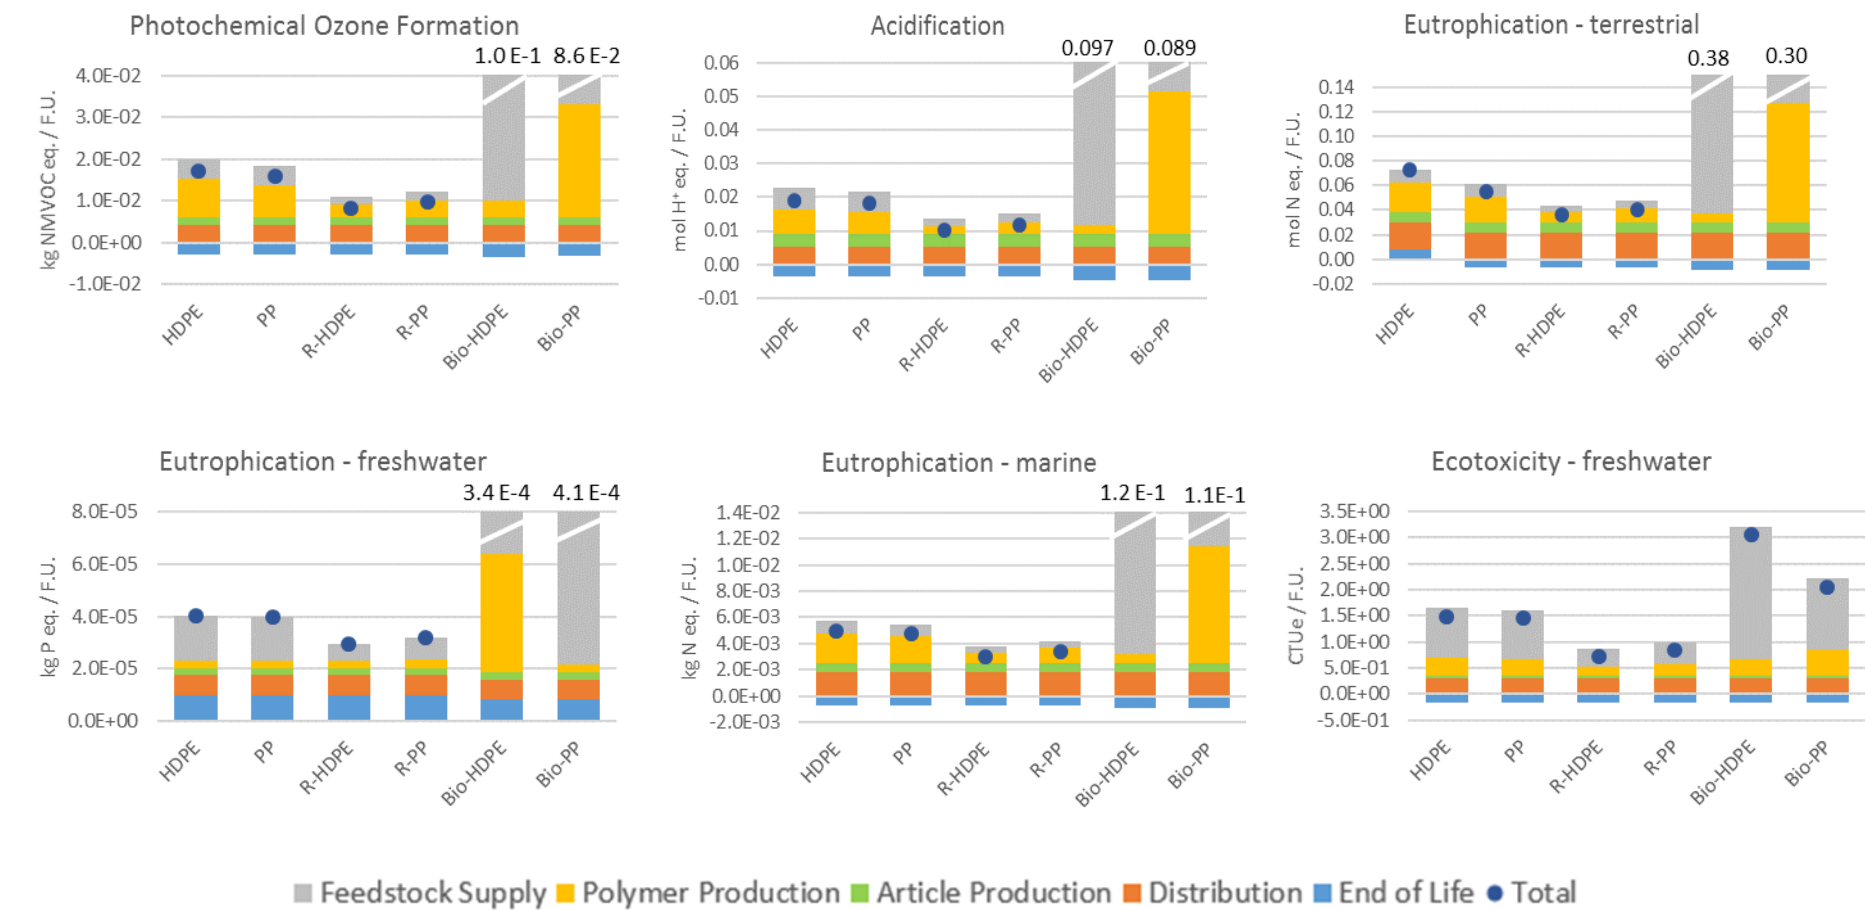 Photochemical Ozone Formation
1.0 E-1 8.6 E-2
kg NMVOC eq. / F.U.
4.0E-02
3.0E-02
2.0E-02
1.0E-02
0.0E+00
-1.0E-02
HDPE
PP
R-HDPE
R-PP
Bio-HDPE
Bio-PP
Acidification
0.097 0.089
mol H+ eq. / F.U.
0.06
0.05
0.04
0.03
0.02
0.01
0.00
-0.01
HDPE
PP
R-HDPE
R-PP
Bio-HDPE
Bio-PP
Eutrophication - terrestrial
0.38 0.30
mol N eq. / F.U.
0.14
0.12
0.10
0.08
0.06
0.04
0.02
0.00
-0.02
HDPE
PP
R-HDPE
R-PP
Bio-HDPE
Bio-PP
Eutrophication - freshwater
3.4 E-4 4.1 E-4
kg P eq. / F.U.
8.0E-05
6.0E-05
4.0E-05
2.0E-05
0.0E+00
HDPE
PP
R-HDPE
R-PP
Bio-HDPE
Bio-PP
Eutrophication - marine
1.2 E-1 1.1E-1
kg N eq. / F.U.
1.4E-02
1.2E-02
1.0E-02
8.0E-03
6.0E-03
4.0E-03
2.0E-03
0.0E+00
-2.0E-03
HDPE
PP
R-HDPE
R-PP
Bio-HDPE
Bio-PP
Ecotoxicity - freshwater
CTUe / F.U.
3.5E+00
3.0E+00
2.5E+00
2.0E+00
1.5E+00
1.0E+00
5.0E-01
0.0E+00
-5.0E-01
HDPE
PP
R-HDPE
R-PP
Bio-HDPE
Bio-PP
Feedstock Supply Polymer Production Article Production Distribution End of Life Total